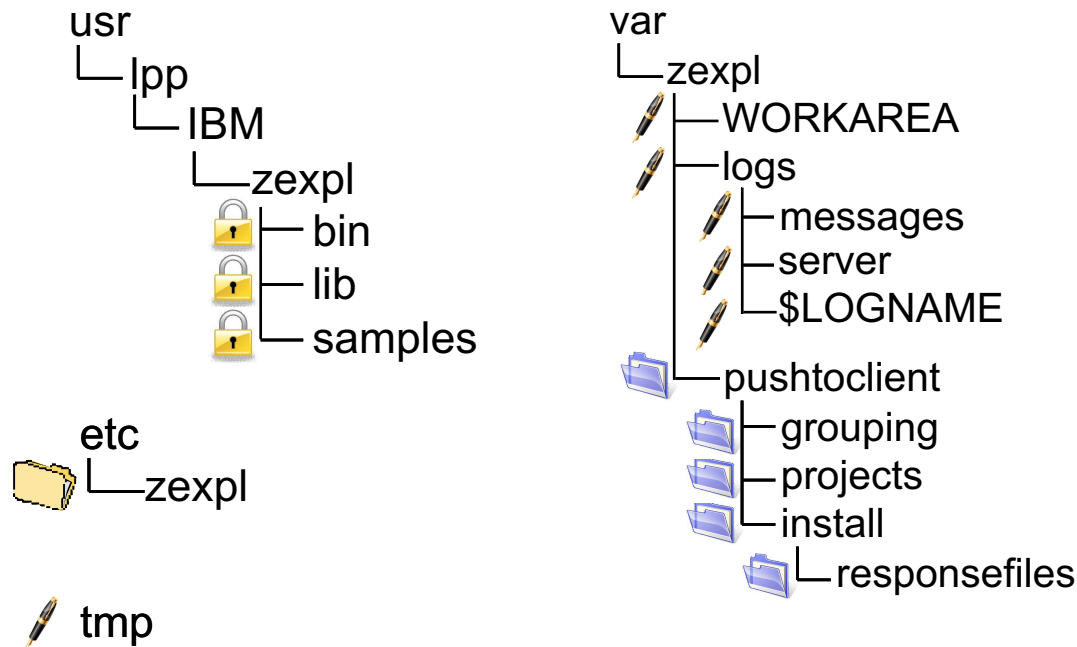 usr
lpp
IBM
zexpl
bin
lib
samples
etc
zexpl
tmp
var
zexpl
WORKAREA
logs
messages
server
$LOGNAME
pushtoclient
grouping
projects
install
responsefiles